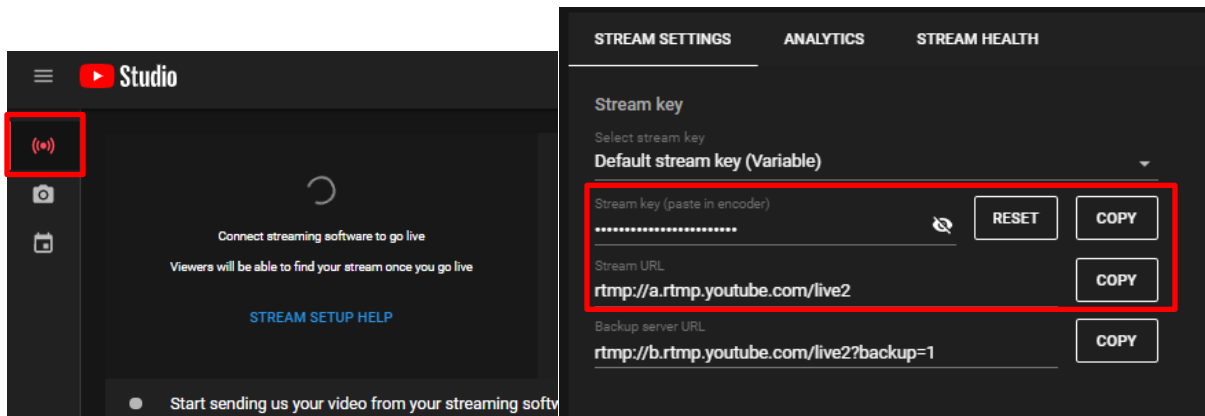 Studio
Connect streaming software to go live
Viewers will be able to find your stream once you go live
STREAM SETUP HELP
Start sending us your video from your streaming softw
STREAM SETTINGS ANALYTICS STREAM HEALTH
Stream key
Select stream key
Default stream key (Variable)
Stream key (paste in encoder)
•••••••••••••••••••••••• RESET COPY
Stream URL
rtmp://a.rtmp.youtube.com/live2 COPY
Backup server URL
rtmp://b.rtmp.youtube.com/live2?backup=1 COPY